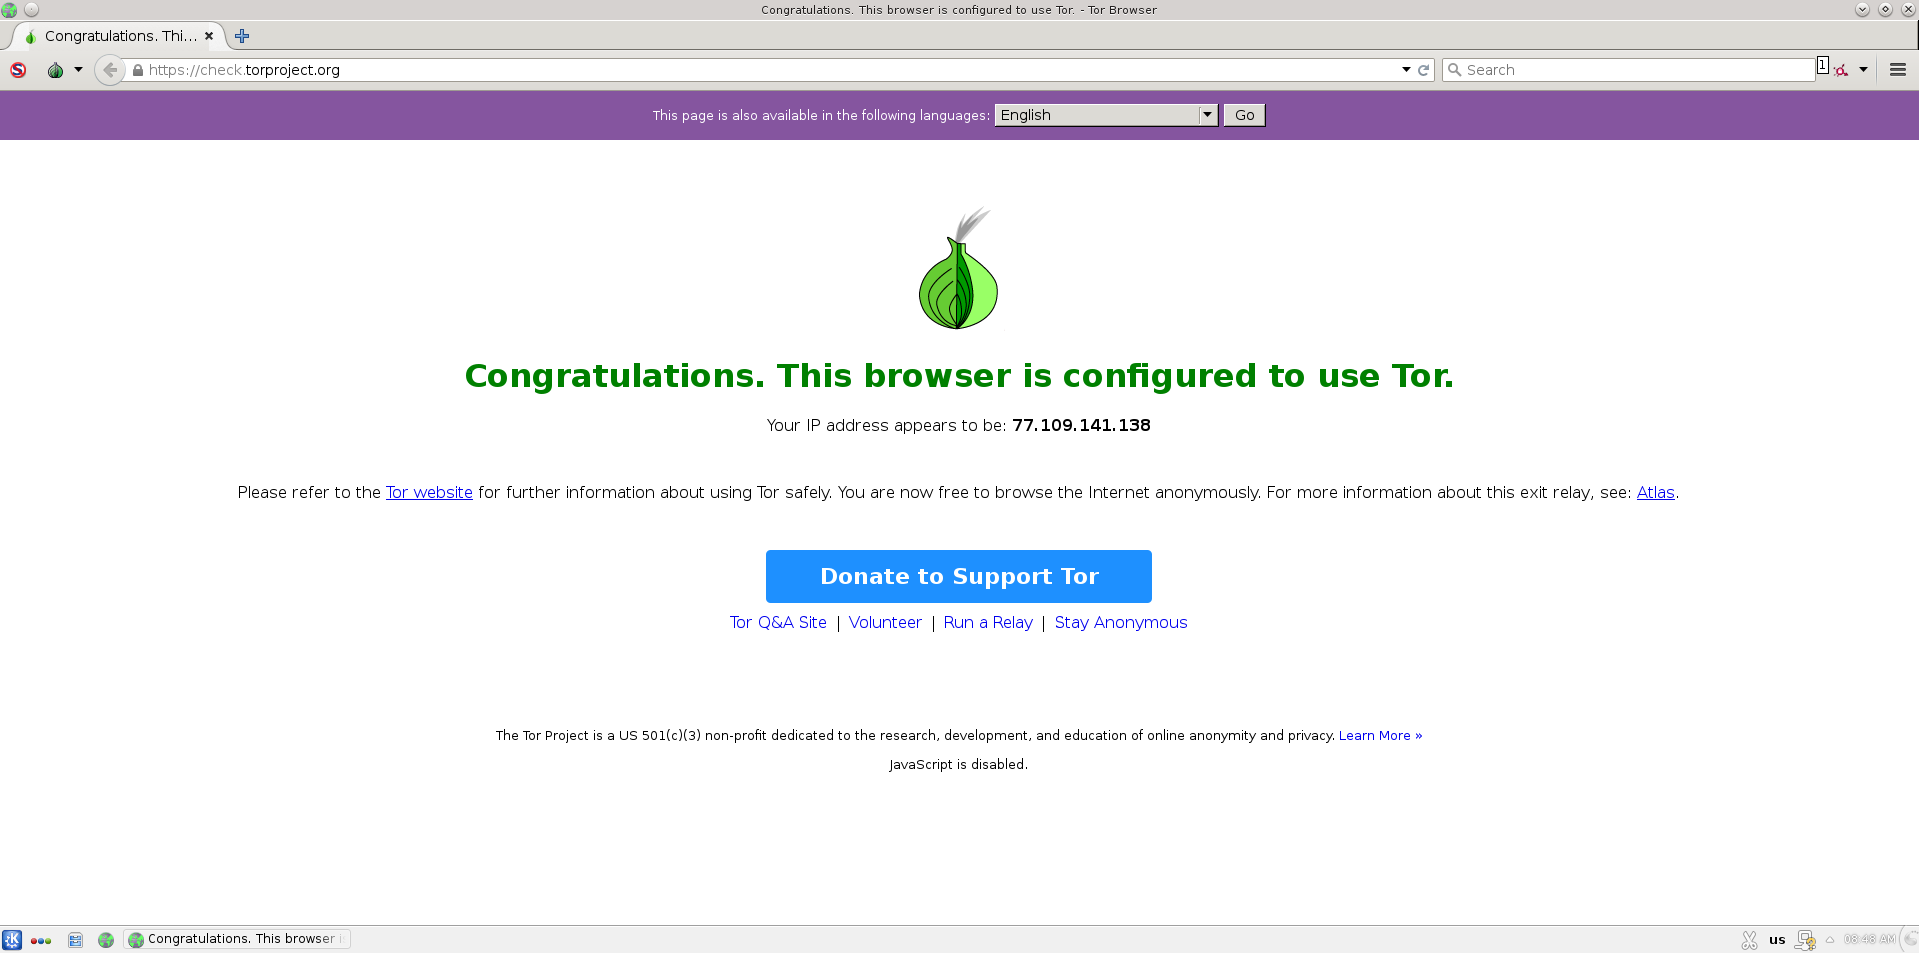 Congratulations. This browser is configured to use Tor. - Tor Browser
Congratulations. Thi...
https://check.torproject.org
Search
1
This page is also available in the following languages:
English
Go
Congratulations. This browser is configured to use Tor.
Your IP address appears to be: 77.109.141.138
Please refer to the Tor website for further information about using Tor safely. You are now free to browse the Internet anonymously. For more information about this exit relay, see: Atlas.
Donate to Support Tor
Tor Q&A Site | Volunteer | Run a Relay | Stay Anonymous
The Tor Project is a US 501(c)(3) non-profit dedicated to the research, development, and education of online anonymity and privacy. Learn More »
JavaScript is disabled.
Congratulations. This browser i
us
08:48 AM